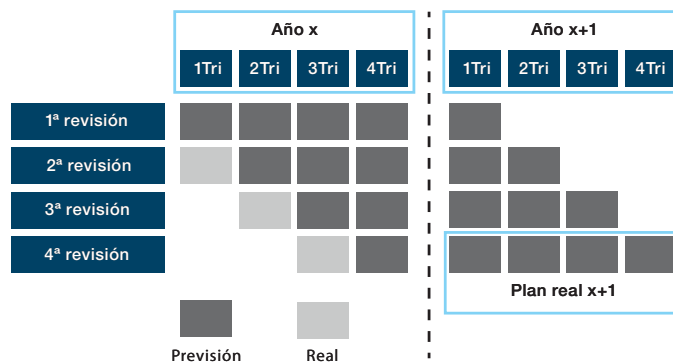 Año x
Año x+1
1Tri 2Tri 3Tri 4Tri
1Tri 2Tri 3Tri 4Tri
1ª revisión
2ª revisión
3ª revisión
4ª revisión
Plan real x+1
Previsión
Real